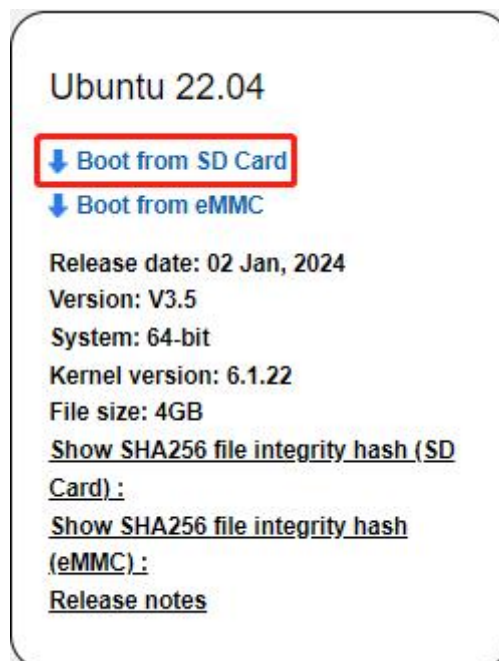 Ubuntu 22.04
Boot from SD Card
Boot from eMMC
Release date: 02 Jan, 2024
Version: V3.5
System: 64-bit
Kernel version: 6.1.22
File size: 4GB
Show SHA256 file integrity hash (SD
Card) :
Show SHA256 file integrity hash
(eMMC) :
Release notes